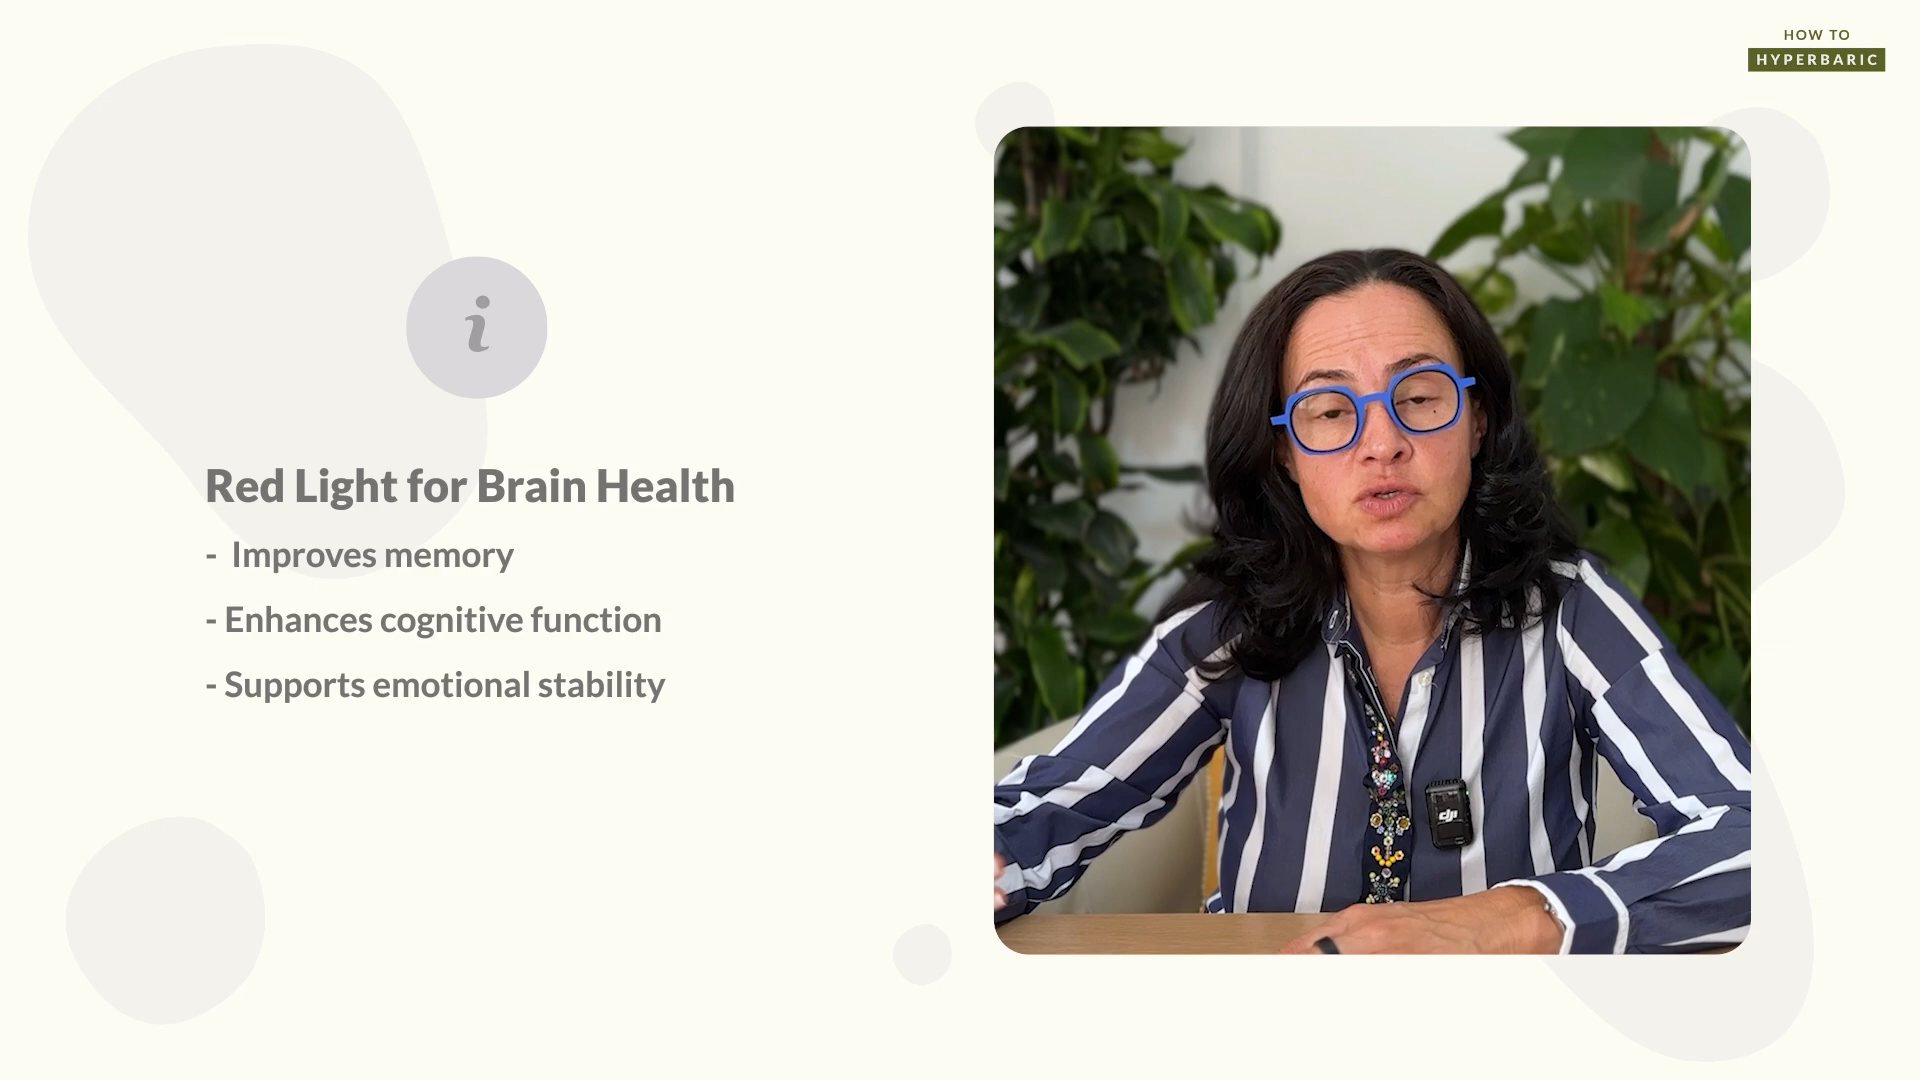 HOW TO
HYPERBARIC
i
Red Light for Brain Health
- Improves memory
- Enhances cognitive function
- Supports emotional stability
dji